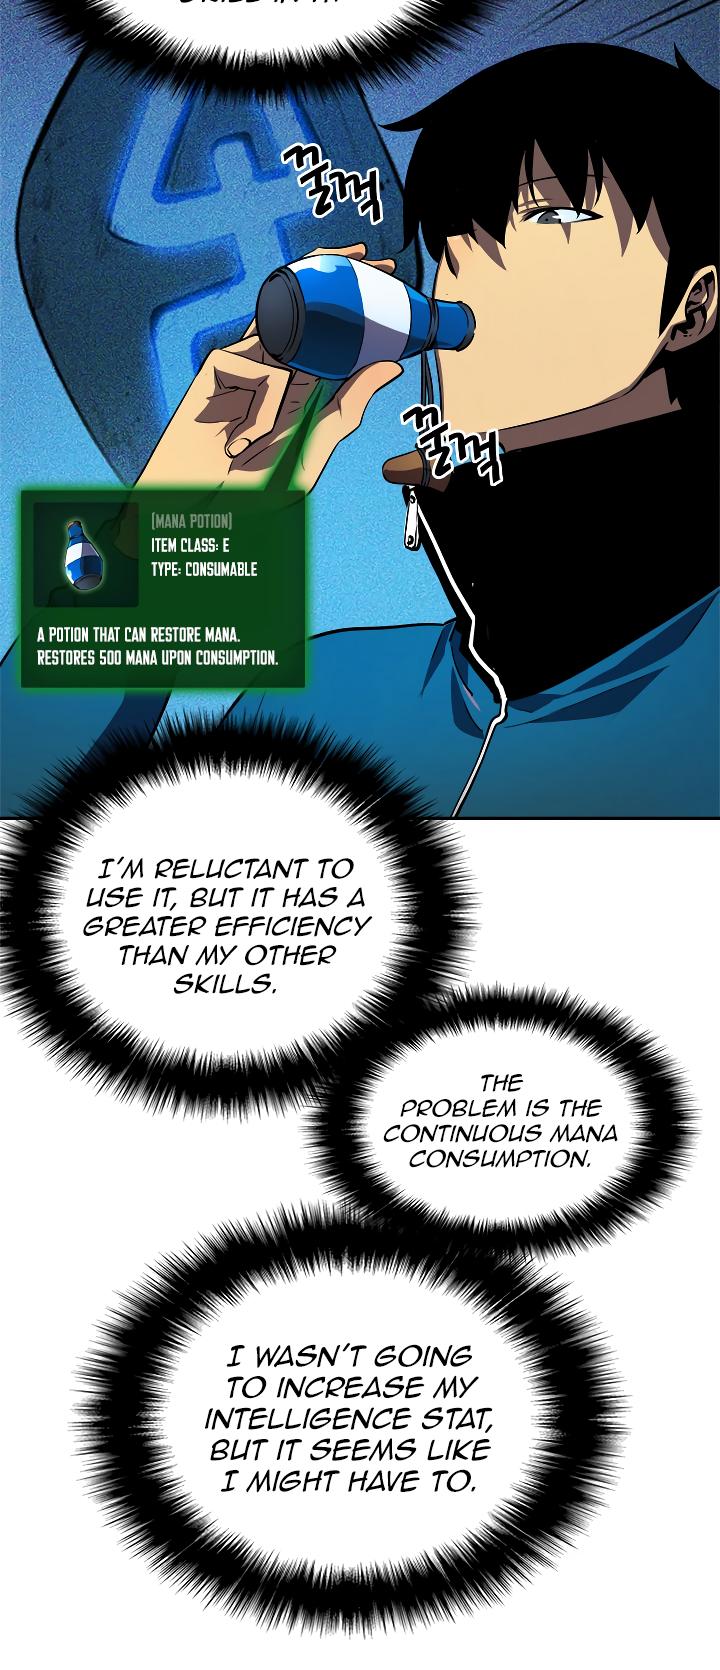 꿀꺽
꿀꺽
[MANA POTION]
ITEM CLASS: E
TYPE: CONSUMABLE
A POTION THAT CAN RESTORE MANA.
RESTORES 500 MANA UPON CONSUMPTION.
I'M RELUCTANT TO
USE IT, BUT IT HAS A
GREATER EFFICIENCY
THAN MY OTHER
SKILLS.
THE
PROBLEM IS THE
CONTINUOUS MANA
CONSUMPTION.
I WASN'T GOING
TO INCREASE MY
INTELLIGENCE STAT,
BUT IT SEEMS LIKE
I MIGHT HAVE TO.